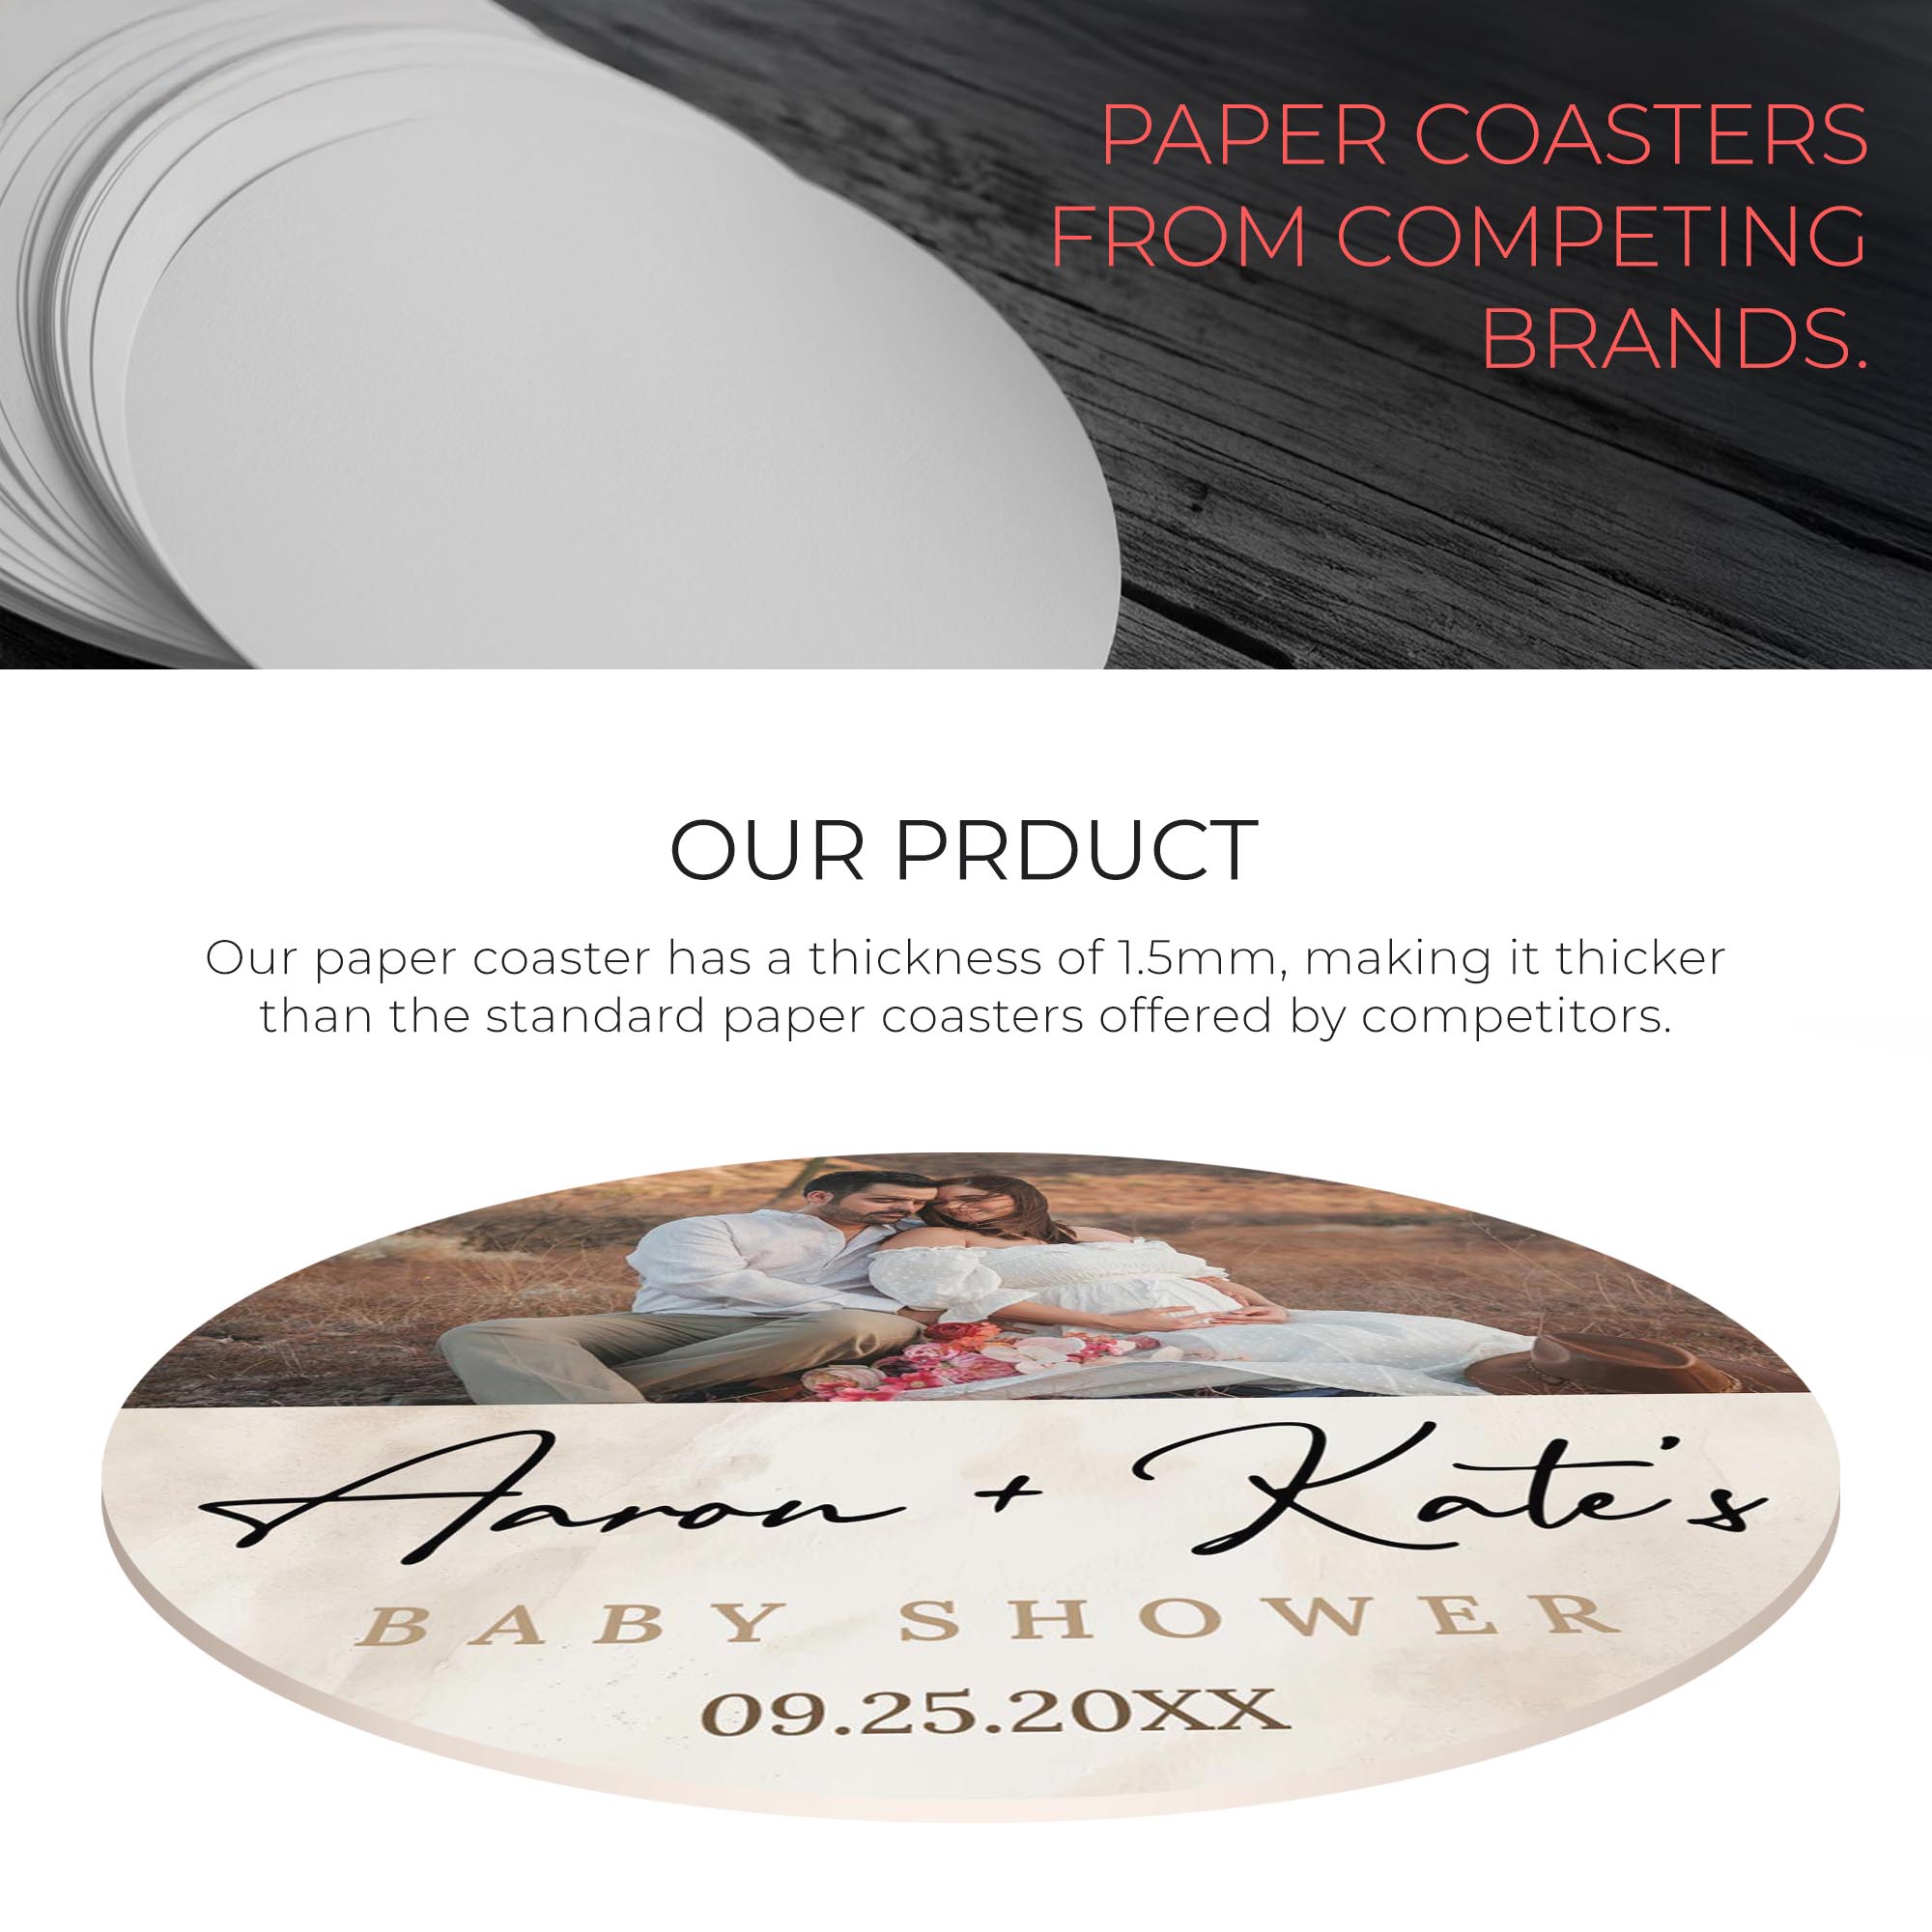 PAPER COASTERS
FROM COMPETING
BRANDS.
OUR PRDUCT
Our paper coaster has a thickness of 1.5mm, making it thicker
than the standard paper coasters offered by competitors.
Aaron + Kate's
BABY SHOWER
09.25.20XX